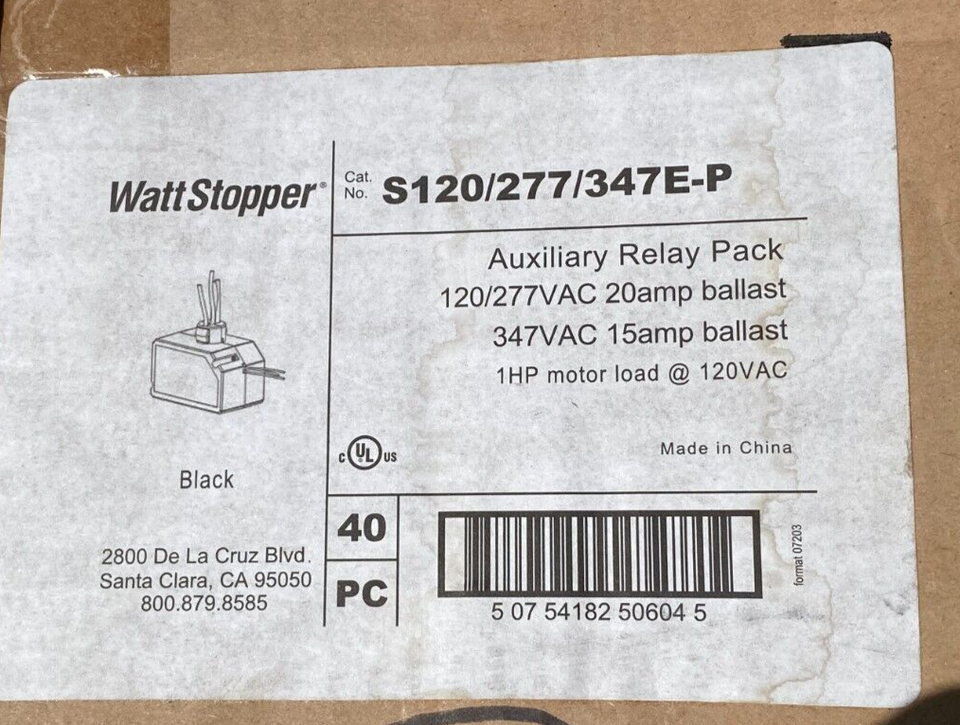 WattStopper®
Cat. No. S120/277/347E-P
Auxiliary Relay Pack
120/277VAC 20amp ballast
347VAC 15amp ballast
1HP motor load @ 120VAC
c UL us
Made in China
Black
2800 De La Cruz Blvd.
Santa Clara, CA 95050
800.879.8585
40
PC
5 07 54182 50604 5
format 07203